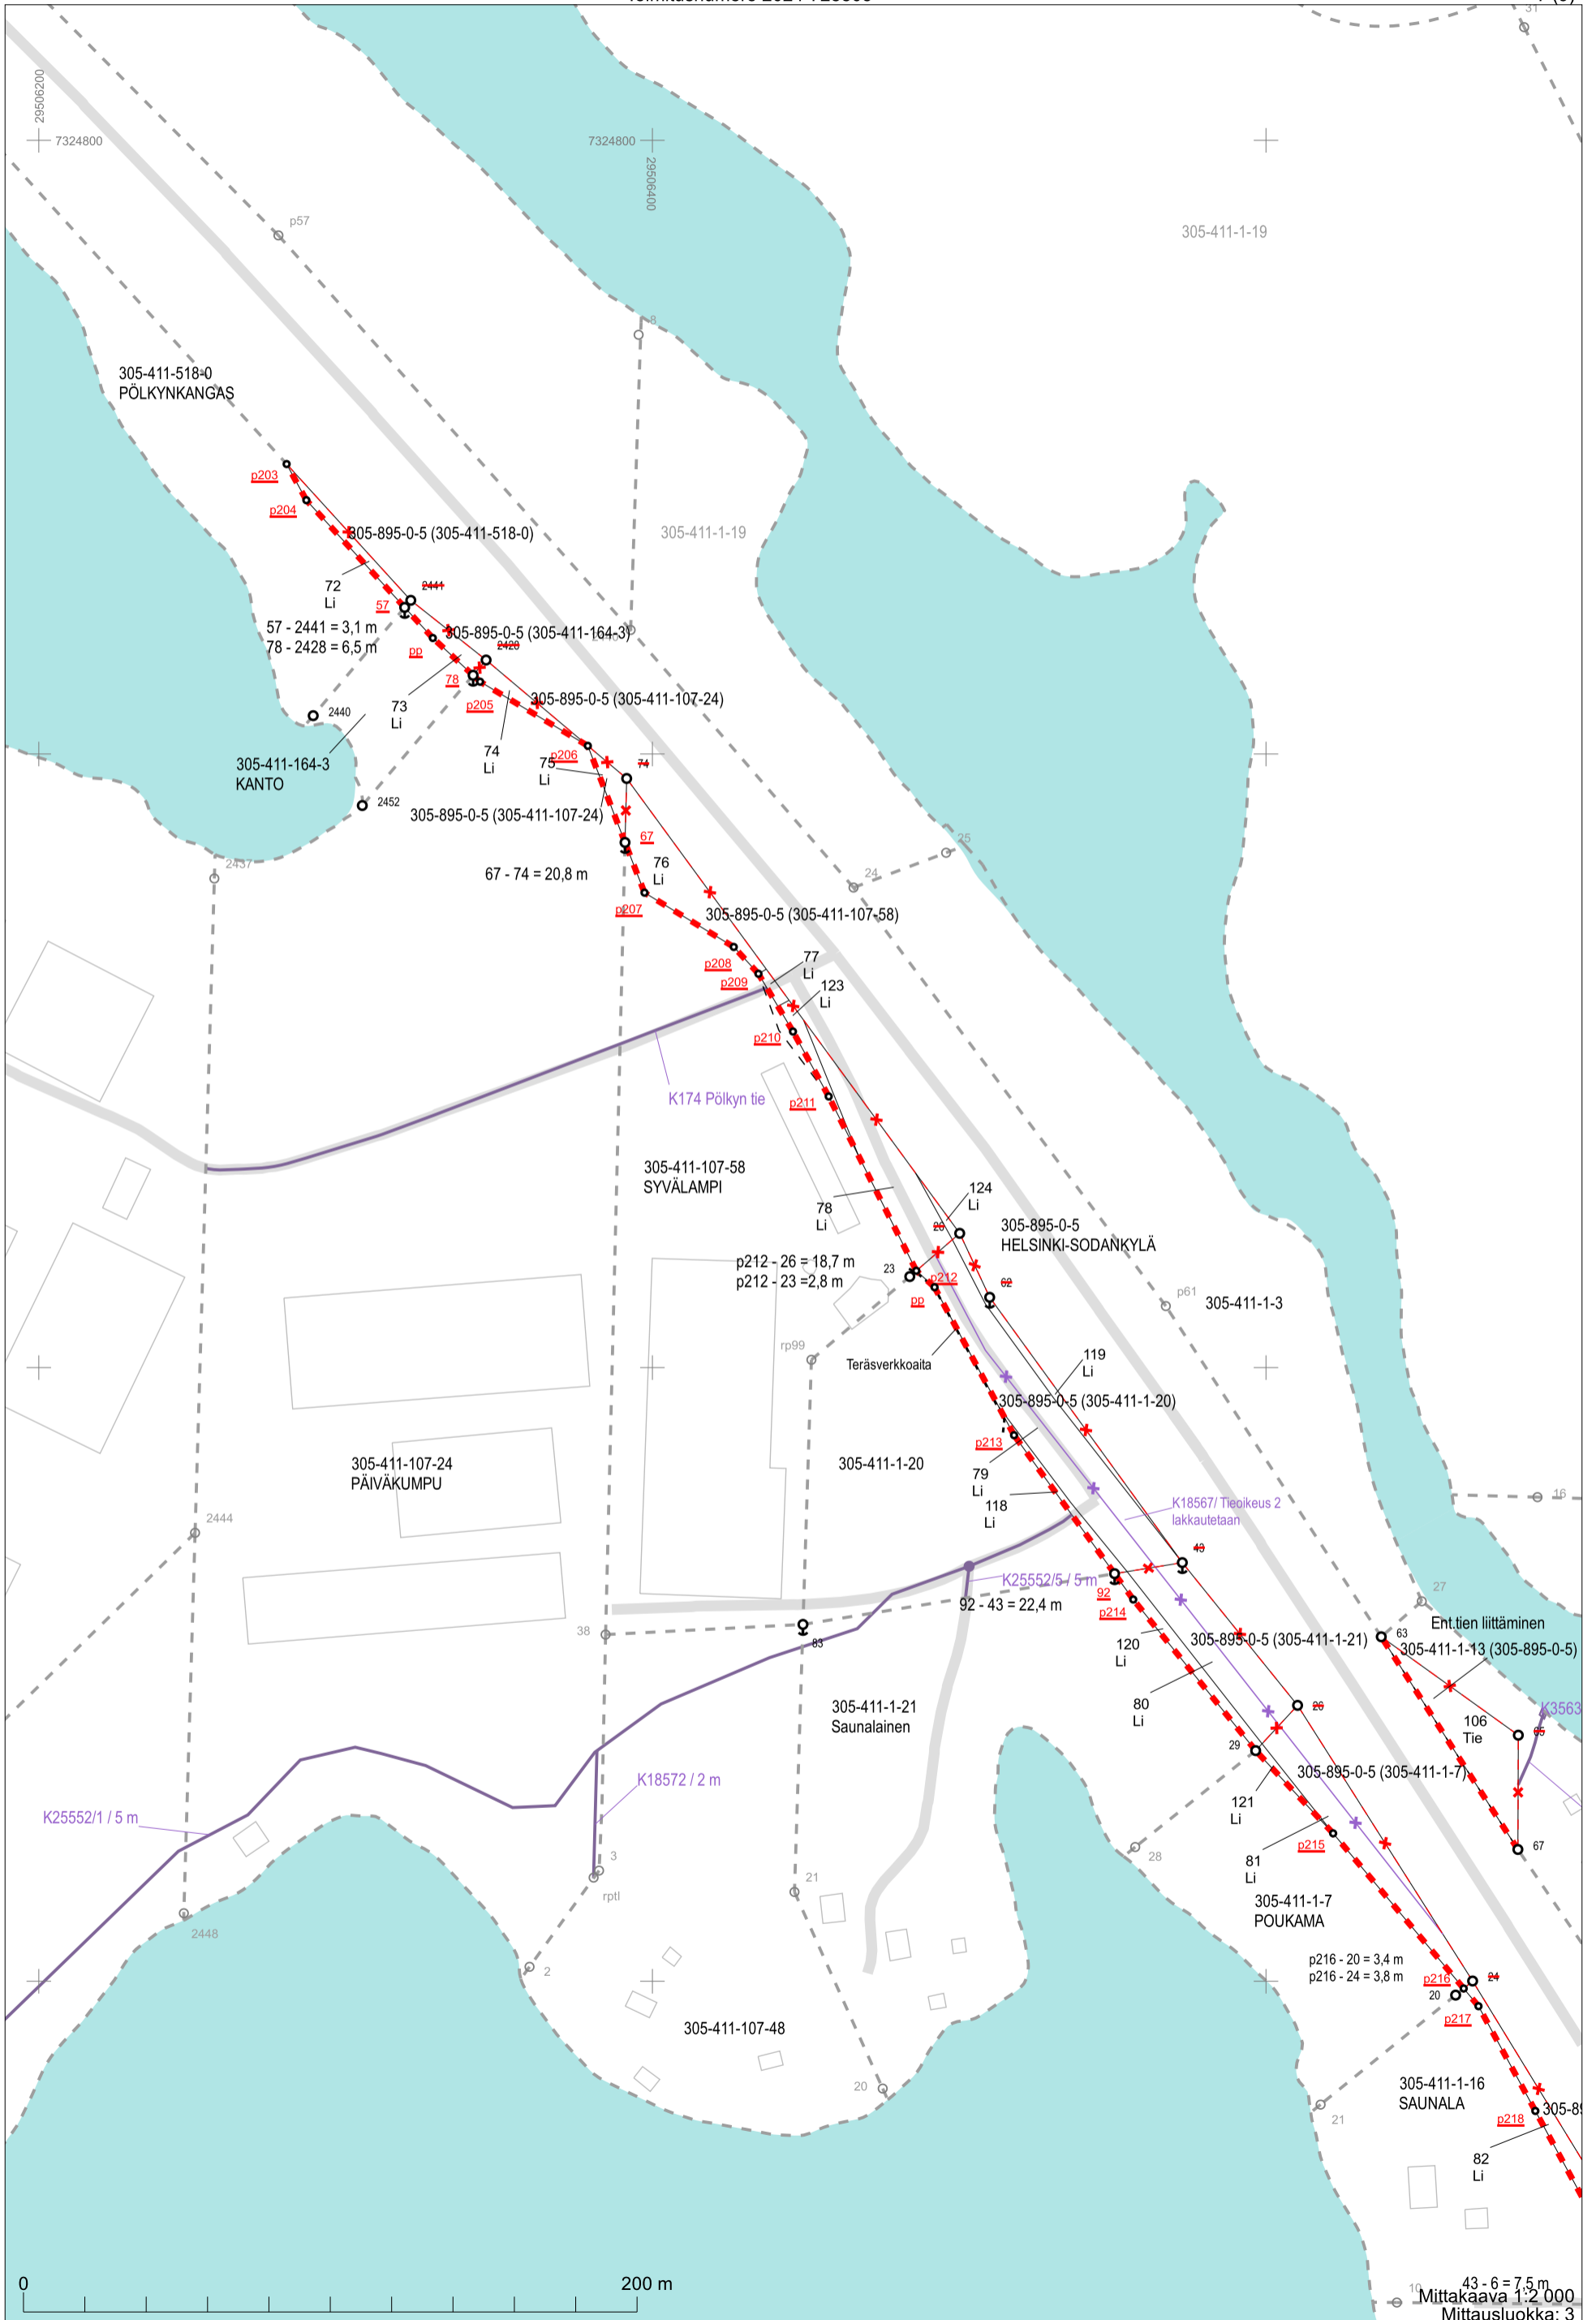 31
29506200
7324800
7324800
29506400
p57
305-411-1-19
8
305-411-518-0
PÖLKYNKANGAS
p203
p204
305-411-1-19
305-895-0-5 (305-411-518-0)
72
Li
2441
57
57 - 2441 = 3,1 m
305-895-0-5 (305-411-164-3)
78 - 2428 = 6,5 m
pp
2428
78
p205
305-895-0-5 (305-411-107-24)
2440
73
Li
74
Li
p206
75
Li
74
305-411-164-3
KANTO
2452
305-895-0-5 (305-411-107-24)
67
25
2437
67 - 74 = 20,8 m
76
Li
24
p207
305-895-0-5 (305-411-107-58)
p208
77
Li
p209
123
Li
p210
K174 Pölkyn tie
p211
305-411-107-58
SYVÄLAMPI
78
Li
124
Li
26
305-895-0-5
HELSINKI-SODANKYLÄ
p212 - 26 = 18,7 m
p212 - 23 =2,8 m
23
p212
62
pp
p61
305-411-1-3
rp99
Teräsverkkoaita
119
Li
305-895-0-5 (305-411-1-20)
p213
305-411-107-24
PÄIVÄKUMPU
305-411-1-20
79
Li
118
Li
K18567/ Tieoikeus 2
lakkautetaan
16
2444
43
K25552/5 / 5 m
92
92 - 43 = 22,4 m
p214
27
38
83
63
Ent.tien liittäminen
305-411-1-13 (305-895-0-5)
120
Li
305-895-0-5 (305-411-1-21)
305-411-1-21
Saunalainen
80
Li
26
K3563
106
Tie
65
29
305-895-0-5 (305-411-1-7)
K18572 / 2 m
121
Li
K25552/1 / 5 m
p215
67
28
81
Li
3
rptl
21
305-411-1-7
POUKAMA
2448
2
p216 - 20 = 3,4 m
p216 - 24 = 3,8 m
p216
24
20
p217
305-411-107-48
20
305-411-1-16
SAUNALA
21
p218
82
Li
0
200 m
43 - 6 = 7,5 m
10
Mittakaava 1:2 000
Mittausluokka: 3